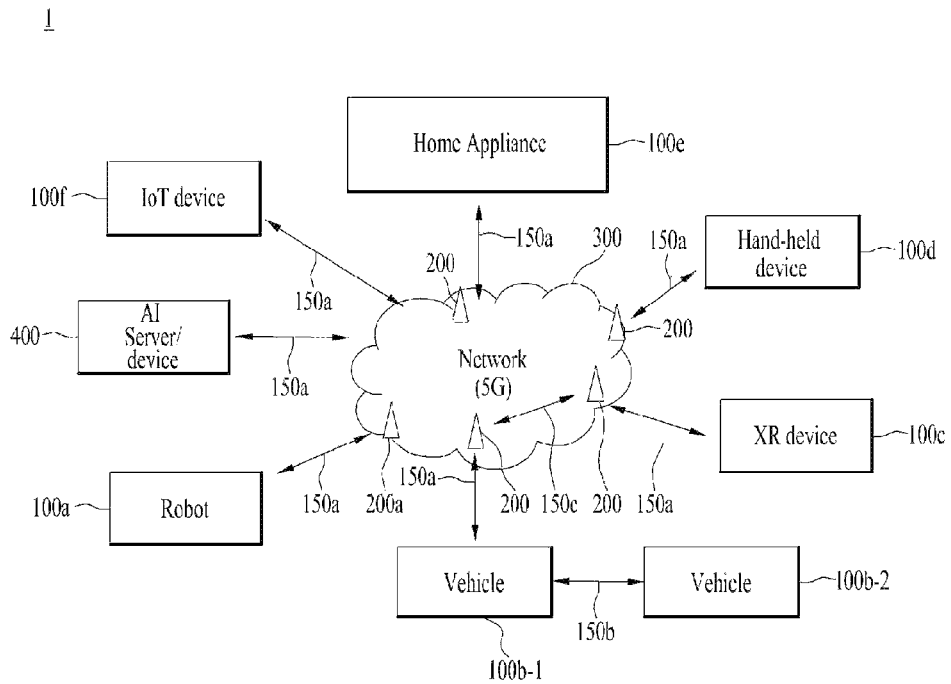 1
Home Appliance
100e
100f
IoT device
150a
200
150a
300
150a
Hand-held
device
100d
400
AI
Server/
device
150a
200
Network
(5G)
XR device
100c
100a
Robot
150a
200a
150a
200
150c
200
150a
Vehicle
150b
Vehicle
100b-2
100b-1